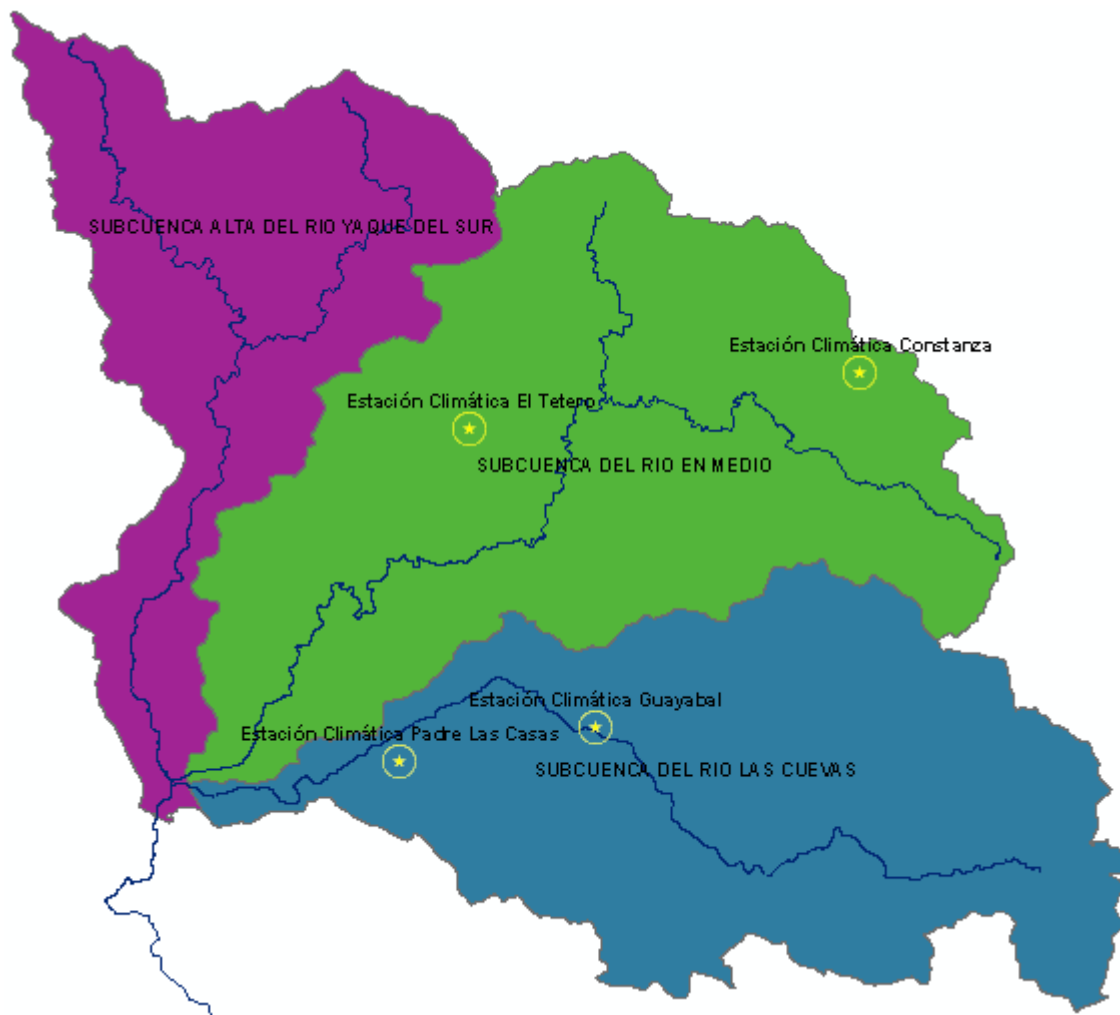 SUBCUENCA ALTA DEL RIO YAQUE DEL SUR
Estación Climática Constanza
Estación Climática El Tetero
SUBCUENCA DEL RIO EN MEDIO
Estación Climática Guayabal
Estación Climática Padre Las Casas
SUBCUENCA DEL RIO LAS CUEVAS